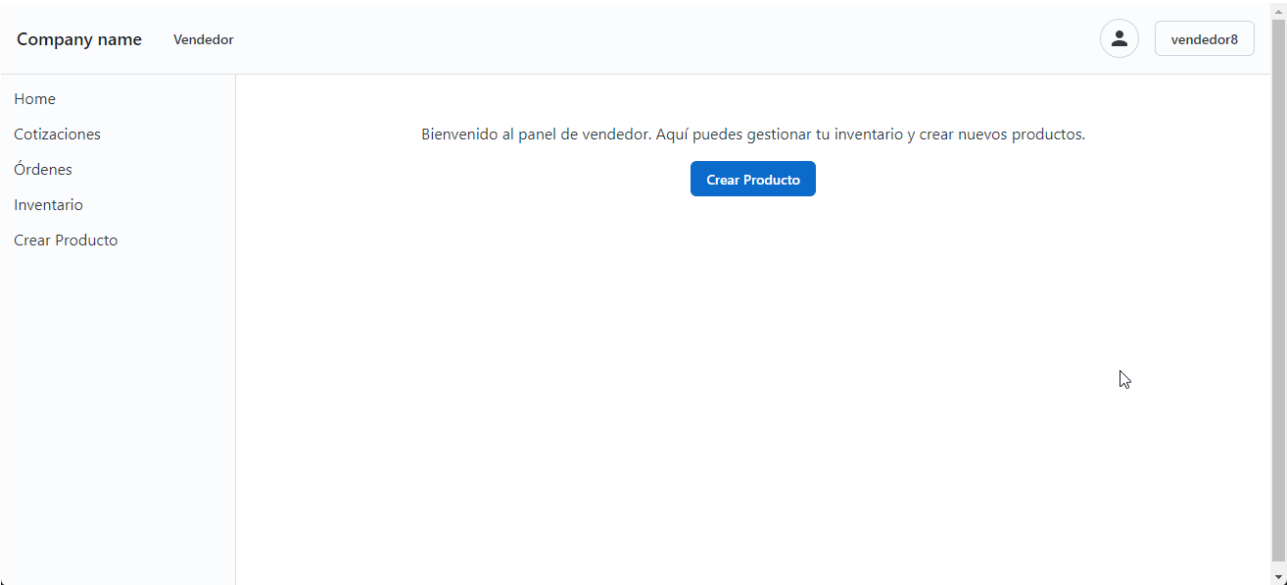 Company name
Vendedor
vendedor8
Home
Cotizaciones
Órdenes
Inventario
Crear Producto
Bienvenido al panel de vendedor. Aquí puedes gestionar tu inventario y crear nuevos productos.
Crear Producto